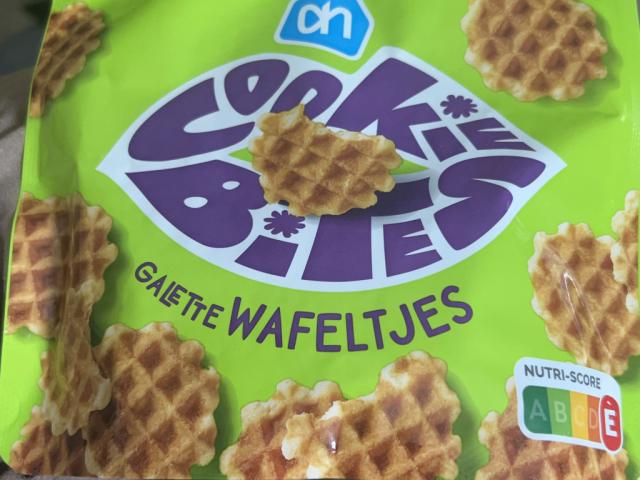 ah
COOKiE
BiTES
GALETTE WAFELTJES
NUTRI-SCORE
A B C D E